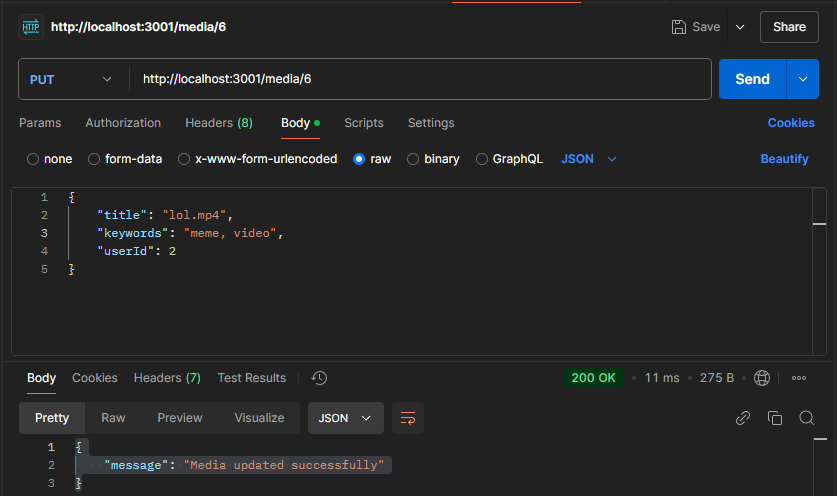 HTTP http://localhost:3001/media/6 Save Share
PUT http://localhost:3001/media/6 Send
Params Authorization Headers (8) Body Scripts Settings Cookies
none form-data x-www-form-urlencoded raw binary GraphQL JSON Beautify
1 {
2 "title": "lol.mp4",
3 "keywords": "meme, video",
4 "userId": 2
5 }
Body Cookies Headers (7) Test Results 200 OK • 11 ms • 275 B
Pretty Raw Preview Visualize JSON
1 {
2 "message": "Media updated successfully"
3 }